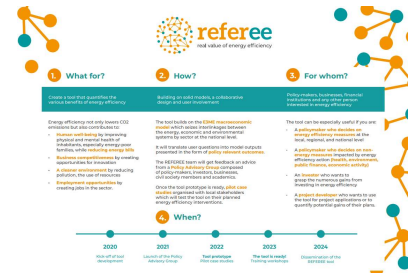 referee
real value of energy efficiency
1. What for?
Create a tool that quantifies the
various benefits of energy efficiency
Energy efficiency not only lowers CO2
emissions but also contributes to:
- Human well-being by improving
physical and mental health of
inhabitants, especially energy-poor
families, while reducing energy bills
- Business competitiveness by creating
opportunities for innovation
- A cleaner environment by reducing
pollution, the use of resources
- Employment opportunities by
creating jobs in the sector.
2. How?
Building on solid models, a collaborative
design and user involvement
The tool builds on the E3ME macroeconomic
model which sets interlinkages between
the energy, economic and environmental
systems by sector at the national level.
It will translate user questions into model outputs
presented in the form of policy relevant outcomes.
The REFEREE team will get feedback on advice
from a Policy Advisory Group composed
of policy-makers, investors, businesses,
civil society members and academics.
Once the tool prototype is ready, pilot case
studies organised with local stakeholders
which will test the tool on their planned
energy efficiency interventions.
3. For whom?
Policy-makers, businesses, financial
institutions and any other person
interested in energy efficiency.
The tool can be especially useful if you are:
- A policymaker who decides on
energy efficiency measures at the
local, regional, and national level
- A policymaker who decides on non
energy measures impacted by energy
efficiency action (health, environment,
public finance, economic activity)
- An investor who wants to
grasp the numerous gains from
investing in energy efficiency
- A project developer who wants to use
the tool for project applications or to
quantify potential gains of their plans.
4. When?
2020
Kick-off of tool
development
2021
Launch of the Policy
Advisory Group
2022
Tool prototype
Pilot case studies
2023
The tool is ready!
Training workshops
2024
Dissemination of the
REFEREE tool